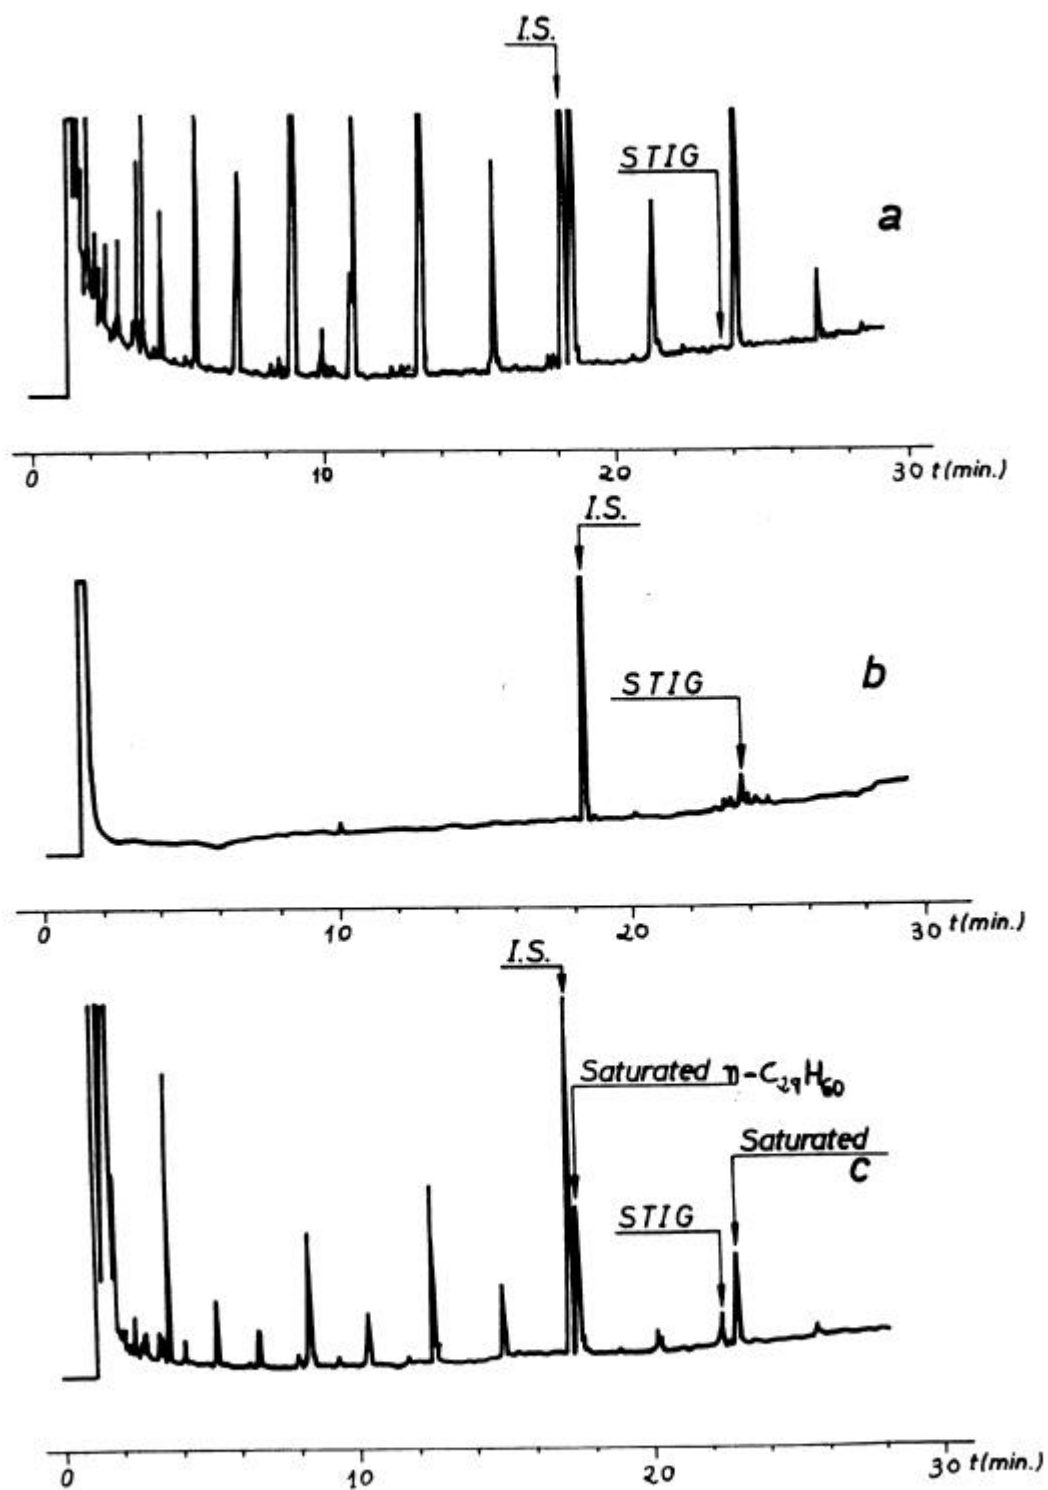 I.S.
STIG
a
0 10 20 30 t(min.)
I.S.
STIG
b
0 10 20 30 t(min.)
I.S.
Saturated n-C₂₉H₆₀
Saturated
C
STIG
0 10 20 30 t(min.)